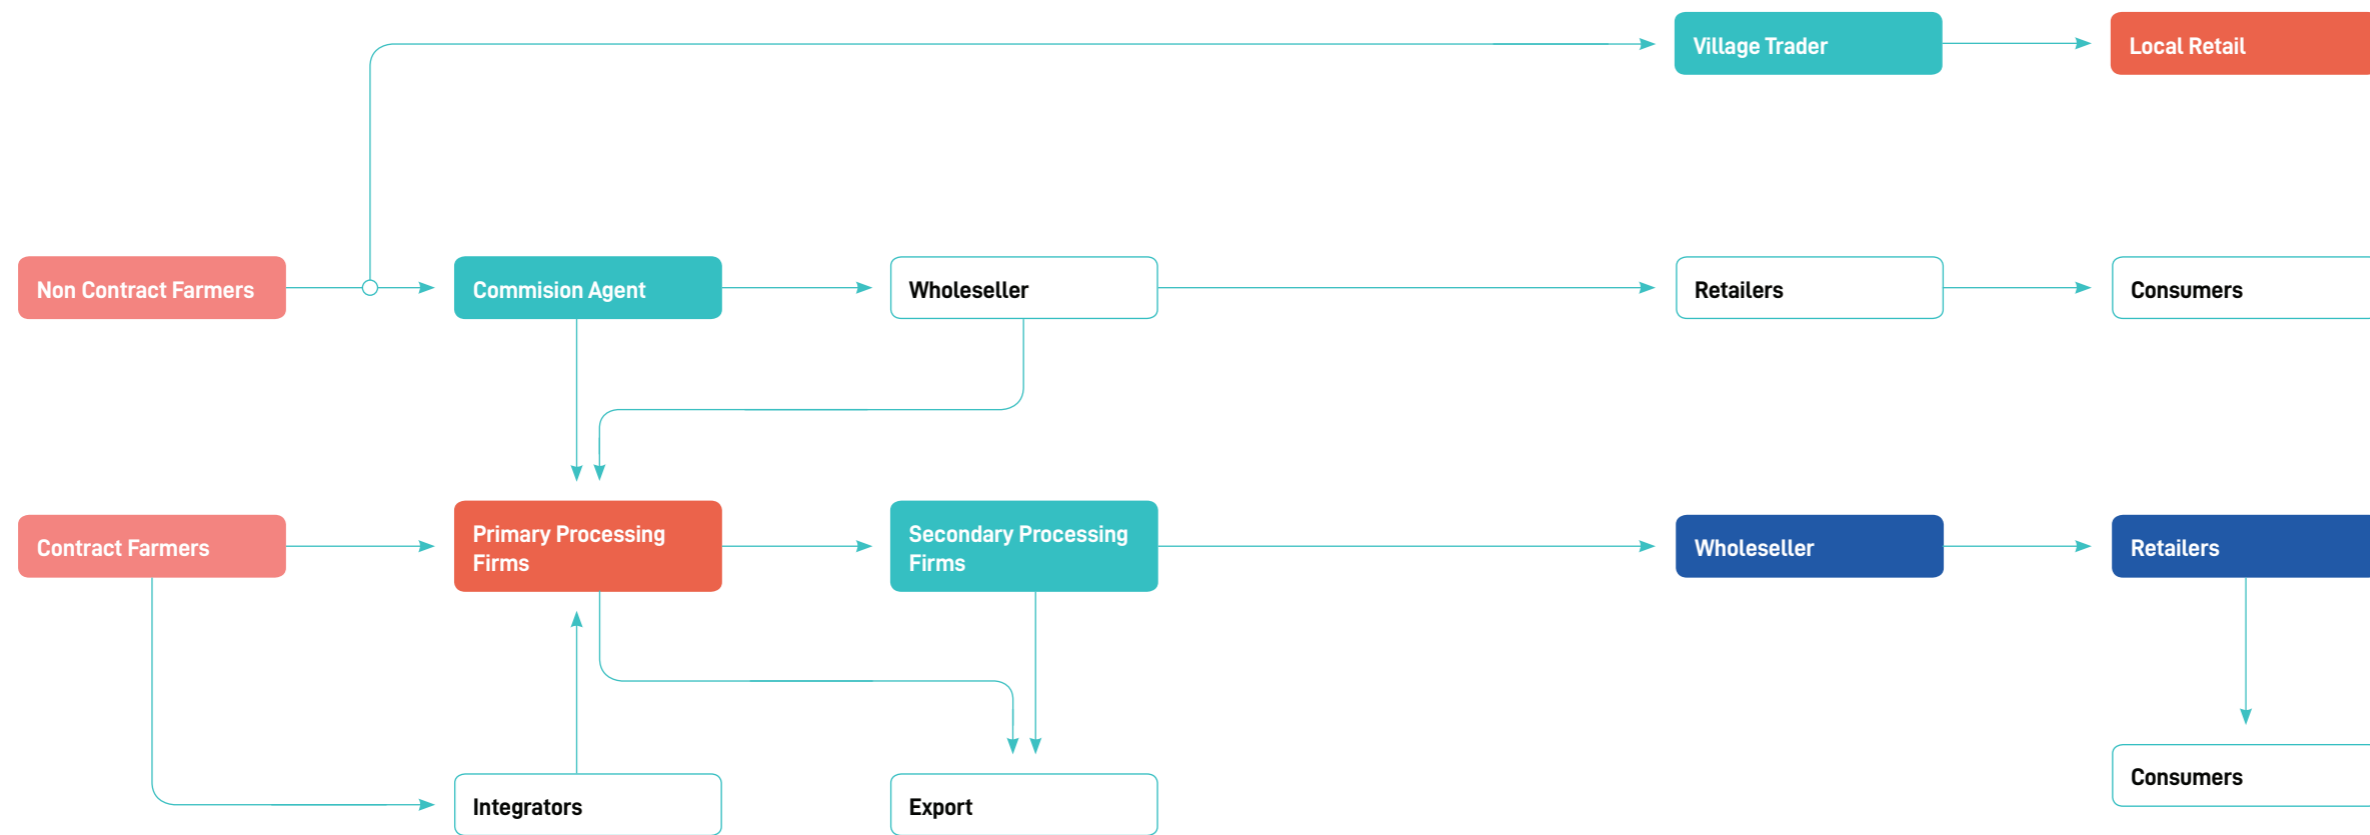 Village Trader
Local Retail
Non Contract Farmers
Commision Agent
Wholeseller
Retailers
Consumers
Contract Farmers
Primary Processing
Firms
Secondary Processing
Firms
Wholeseller
Retailers
Integrators
Export
Consumers